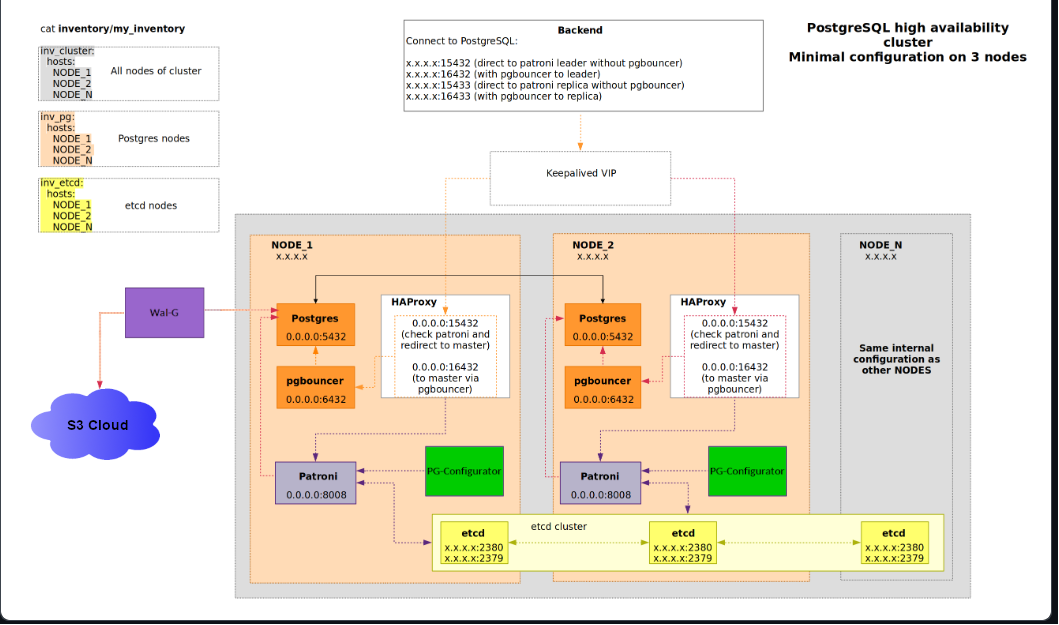 cat inventory/my_inventory
inv_cluster:
hosts:
NODE_1
NODE_2
NODE_N
All nodes of cluster
inv_pg:
hosts:
NODE_1
NODE_2
NODE_N
Postgres nodes
inv_etcd:
hosts:
NODE_1
NODE_2
NODE_N
etcd nodes
Backend
Connect to PostgreSQL:
x.x.x.x:15432 (direct to patroni leader without pgbouncer)
x.x.x.x:16432 (with pgbouncer to leader)
x.x.x.x:15433 (direct to patroni replica without pgbouncer)
x.x.x.x:16433 (with pgbouncer to replica)
PostgreSQL high availability
cluster
Minimal configuration on 3 nodes
Keepalived VIP
Wal-G
S3 Cloud
NODE_1
x.x.x.x
Postgres
0.0.0.0:5432
pgbouncer
0.0.0.0:6432
HAProxy
0.0.0.0:15432
(check patroni and
redirect to master)
0.0.0.0:16432
(to master via
pgbouncer)
Patroni
0.0.0.0:8008
PG-Configurator
NODE_2
x.x.x.x
Postgres
0.0.0.0:5432
pgbouncer
0.0.0.0:6432
HAProxy
0.0.0.0:15432
(check patroni and
redirect to master)
0.0.0.0:16432
(to master via
pgbouncer)
Patroni
0.0.0.0:8008
PG-Configurator
NODE_N
x.x.x.x
Same internal
configuration as
other NODES
etcd cluster
etcd
x.x.x.x:2380
x.x.x.x:2379
etcd
x.x.x.x:2380
x.x.x.x:2379
etcd
x.x.x.x:2380
x.x.x.x:2379